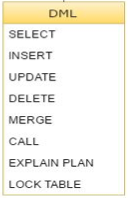 DML
SELECT
INSERT
UPDATE
DELETE
MERGE
CALL
EXPLAIN PLAN
LOCK TABLE